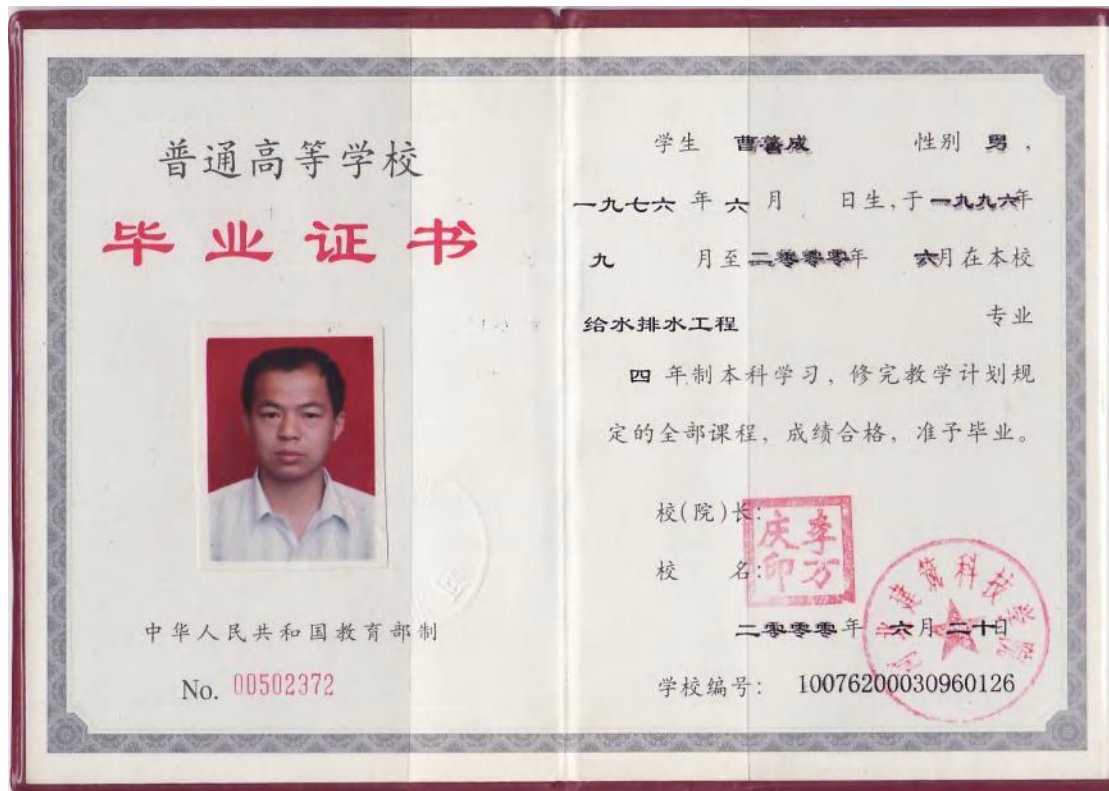 普通高等学校
毕业证书
中华人民共和国教育部制
No. 00502372
学生 曹善成 性别 男，
一九七六 年 六 月 日生，于 一九九六年
九 月至 二零零零年 六月在本校
给水排水工程 专业
四 年制本科学习，修完教学计划规
定的全部课程，成绩合格，准予毕业。
校(院)长：
李万庆印
校 名：
河北建筑科技学院
二零零零年 六月二十日
学校编号： 10076200030960126